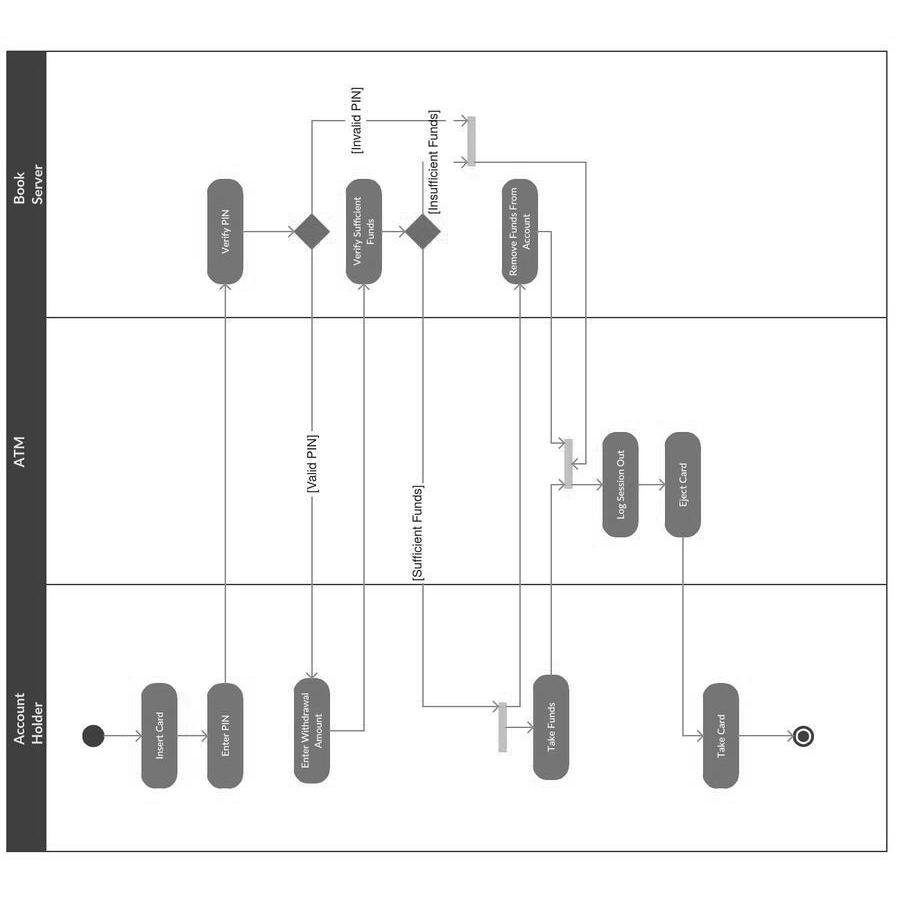 Book
Server
ATM
Account
Holder
[Invalid PIN]
[Insufficient Funds]
Verify PIN
Verify Sufficient
Funds
Remove Funds From
Account
[Valid PIN]
[Sufficient Funds]
Log Session Out
Eject Card
Insert Card
Enter PIN
Enter Withdrawal
Amount
Take Funds
Take Card